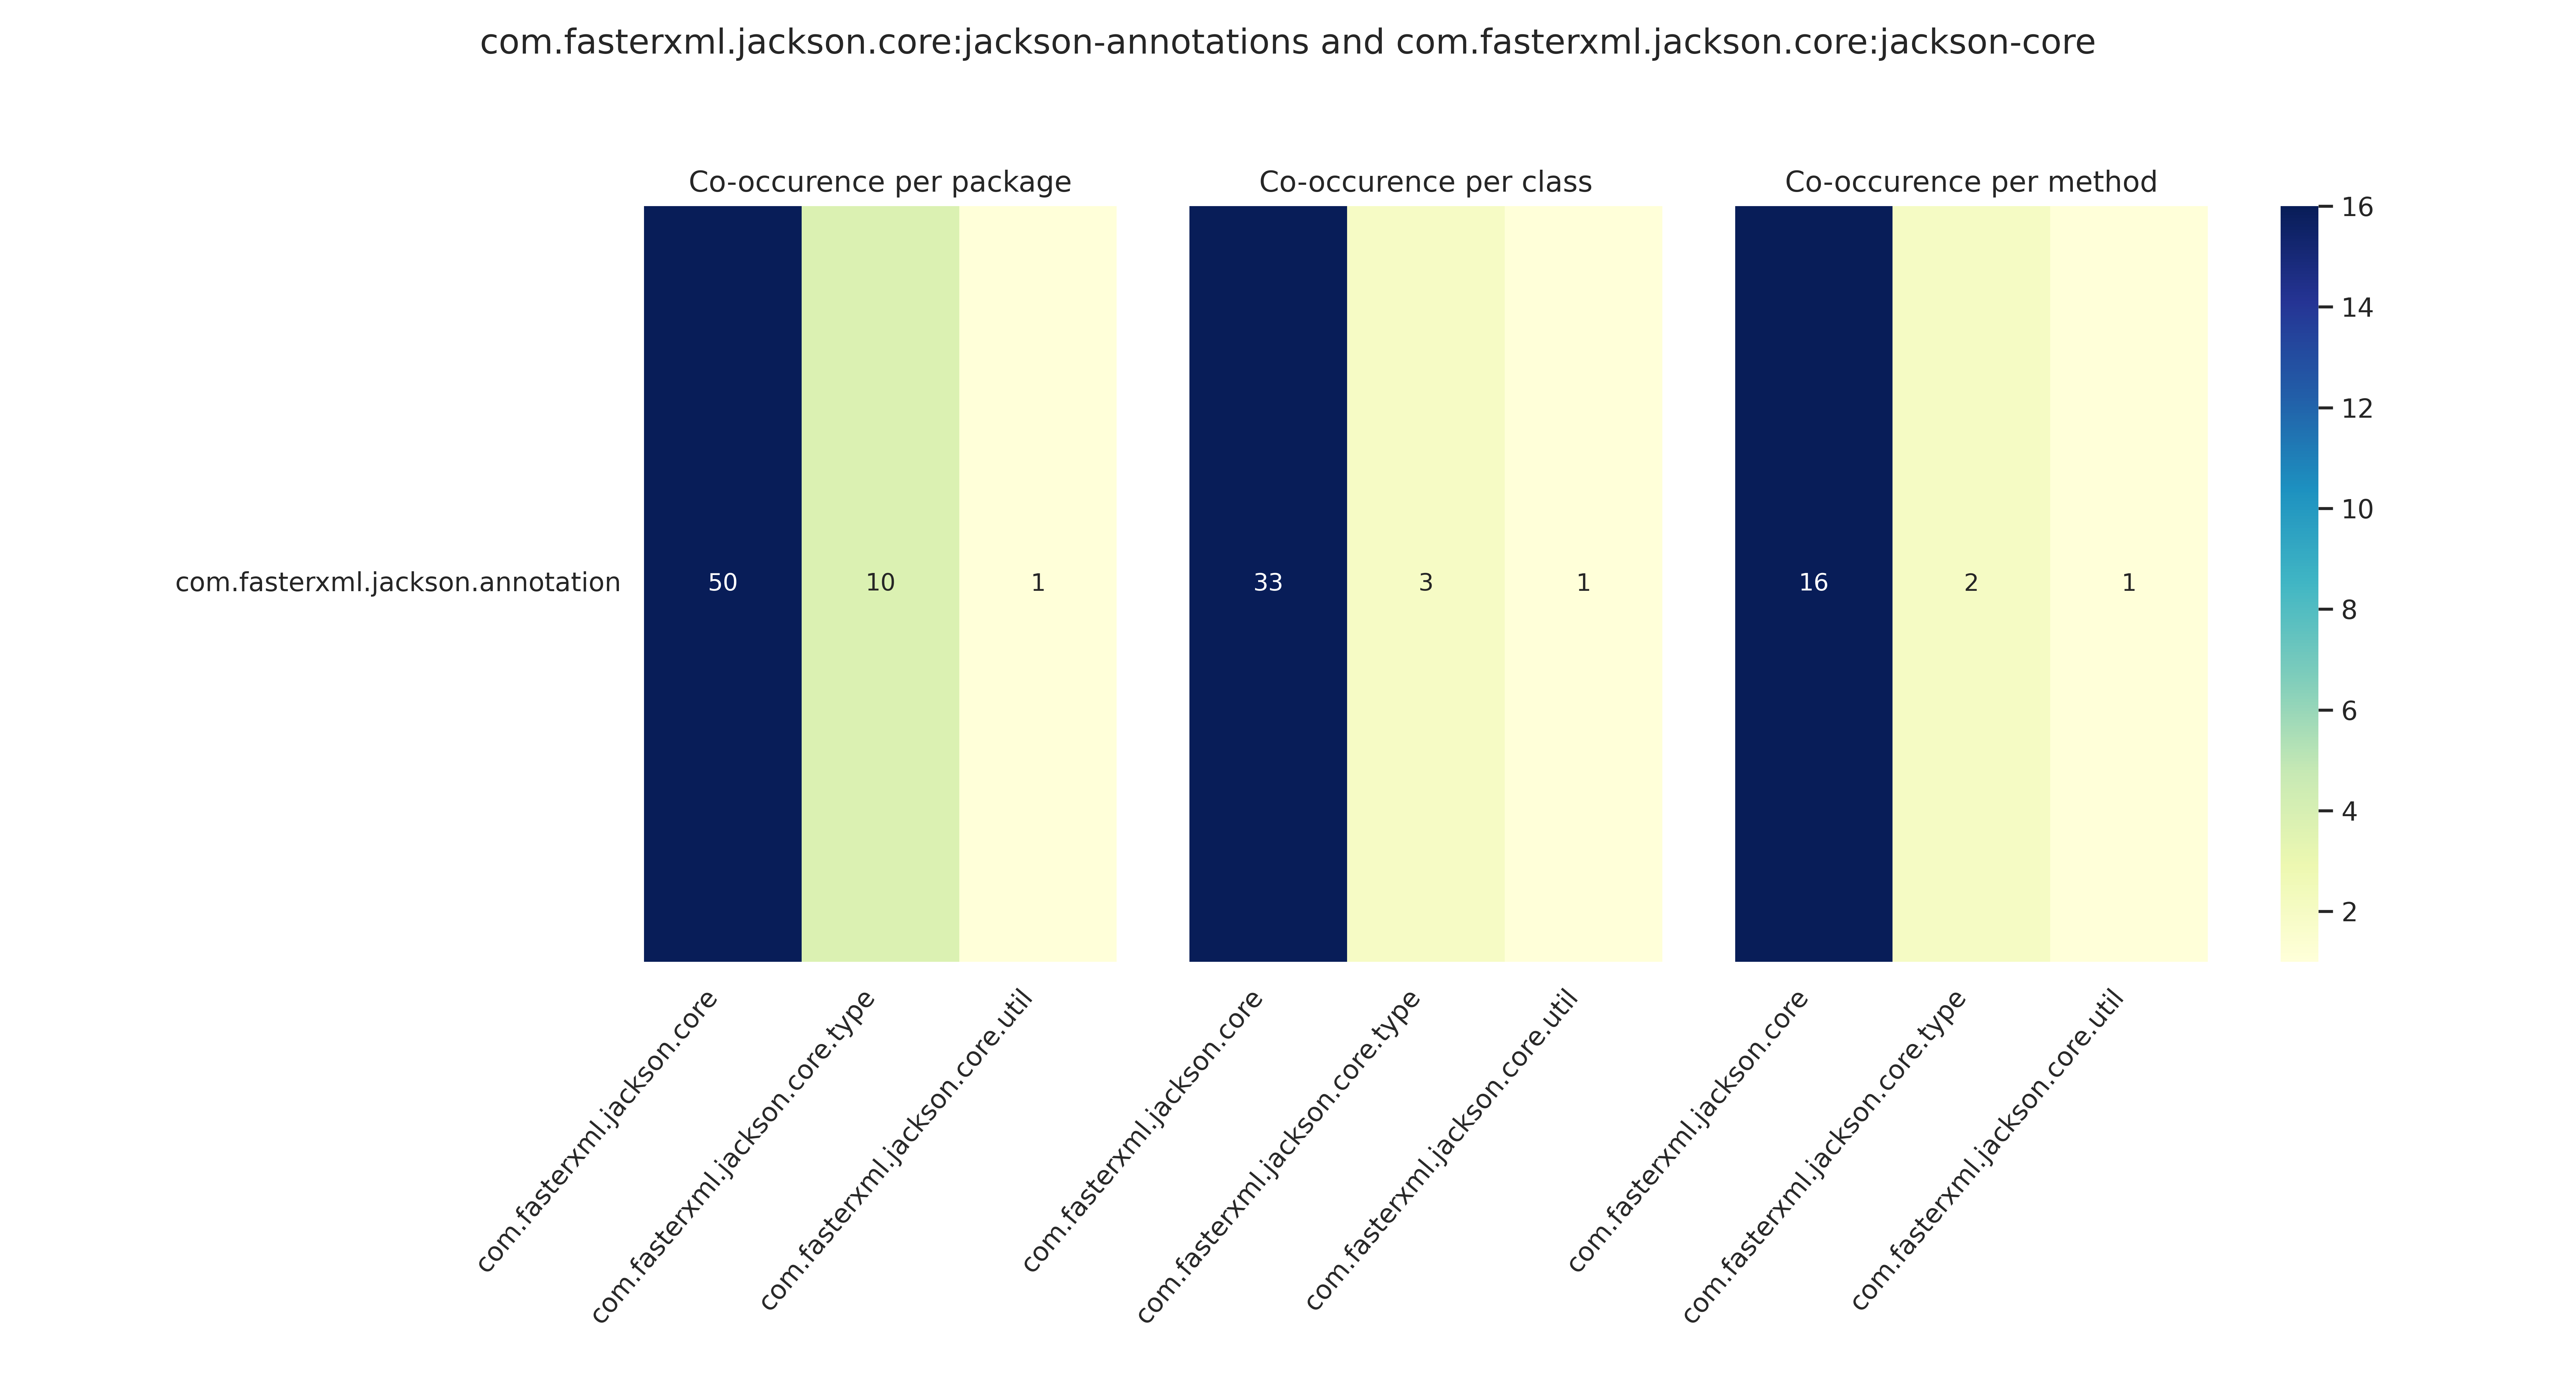 com.fasterxml.jackson.core:jackson-annotations and com.fasterxml.jackson.core:jackson-core
Co-occurence per package
Co-occurence per class
Co-occurence per method
com.fasterxml.jackson.annotation
50
10
1
33
3
1
16
2
1
16
14
12
10
8
6
4
2
com.fasterxml.jackson.core
com.fasterxml.jackson.core.type
com.fasterxml.jackson.core.util
com.fasterxml.jackson.core
com.fasterxml.jackson.core.type
com.fasterxml.jackson.core.util
com.fasterxml.jackson.core
com.fasterxml.jackson.core.type
com.fasterxml.jackson.core.util